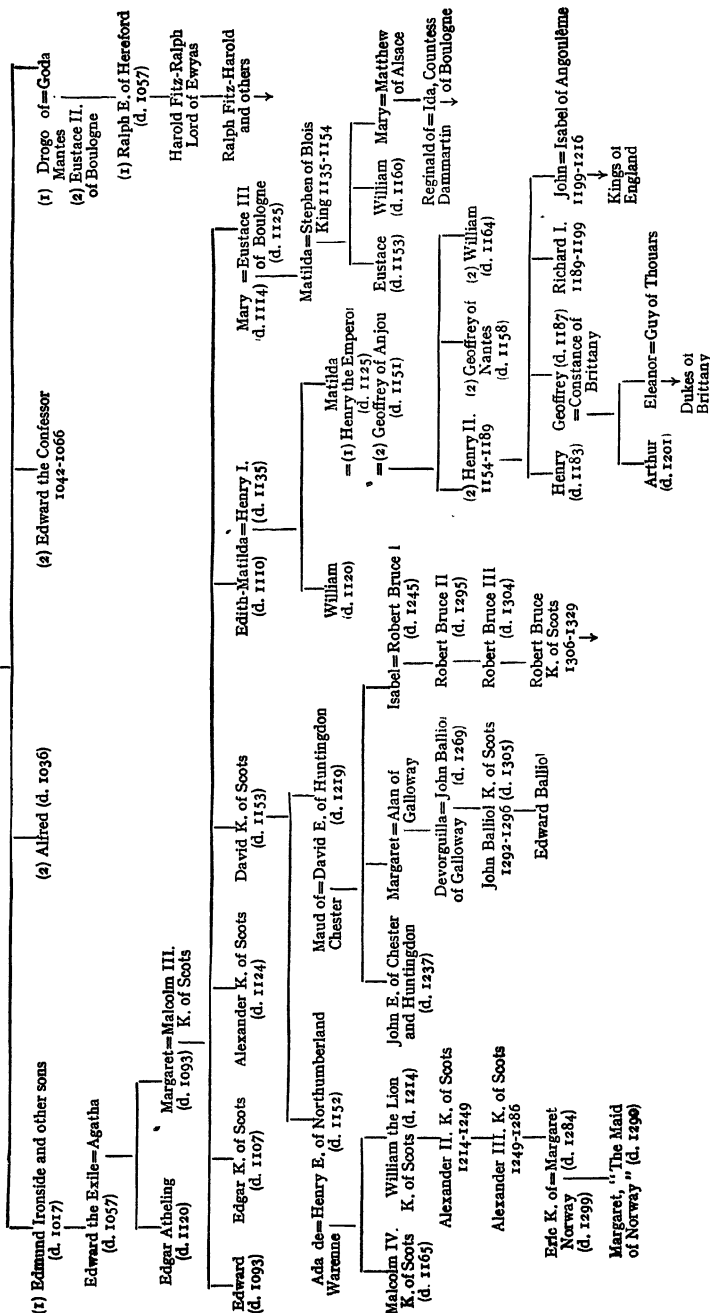 (1) Edmund Ironside and other sons
(d. 1017)
(2) Alfred (d. 1036)
(2) Edward the Confessor
1042-1066
(1) Drogo of=Goda
Mantes
(2) Eustace II.
of Boulogne
Edward the Exile=Agatha
(d. 1057)
(1) Ralph E. of Hereford
(d. 1057)
Harold Fitz-Ralph
Lord of Ewyas
Ralph Fitz-Harold
and others
Edgar Atheling
(d. 1120)
Margaret=Malcolm III.
(d. 1093) K. of Scots
Edward
(d. 1093)
Edgar K. of Scots
(d. 1107)
Alexander K. of Scots
(d. 1124)
David K. of Scots
(d. 1153)
Edith-Matilda=Henry I.
(d. 1110) (d. 1135)
Mary =Eustace III
(d. 1114) of Boulogne
(d. 1125)
Ada de=Henry E. of Northumberland
Warenne (d. 1152)
Maud of=David E. of Huntingdon
Chester (d. 1219)
William
(d. 1120)
Matilda
=(1) Henry the Emperor
(d. 1125)
=(2) Geoffrey of Anjou
(d. 1151)
Matilda=Stephen of Blois
King 1135-1154
Eustace
(d. 1153)
William
(d. 1160)
Mary=Matthew
of Alsace
Reginald of=Ida, Countess
Dammartin of Boulogne
Malcolm IV.
K. of Scots
(d. 1165)
William the Lion
K. of Scots (d. 1214)
John E. of Chester
and Huntingdon
(d. 1237)
Margaret=Alan of
Galloway
Isabel=Robert Bruce I
(d. 1245)
(2) Henry II.
1154-1189
(2) Geoffrey of
Nantes
(d. 1158)
(2) William
(d. 1164)
Alexander II. K. of Scots
1214-1249
Devorguilla=John Balliol
of Galloway (d. 1269)
Robert Bruce II
(d. 1295)
Alexander III. K. of Scots
1249-1286
John Balliol K. of Scots
1292-1296 (d. 1305)
Robert Bruce III
(d. 1304)
Henry
(d. 1183)
Geoffrey (d. 1187)
=Constance of
Brittany
Richard I.
1189-1199
John=Isabel of Angoulême
1199-1216
Kings of
England
Eric K. of=Margaret
Norway (d. 1284)
(d. 1299)
Edward Balliol
Robert Bruce
K. of Scots
1306-1329
Arthur
(d. 1201)
Eleanor=Guy of Thouars
Dukes of
Brittany
Margaret, "The Maid
of Norway" (d. 1290)